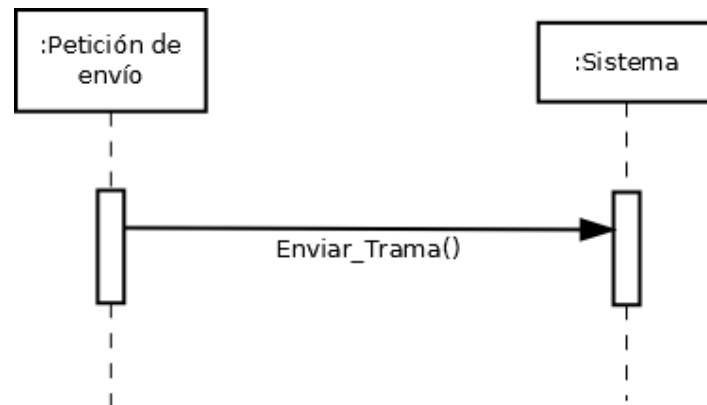 :Petición de
envío
:Sistema
Enviar_Trama()